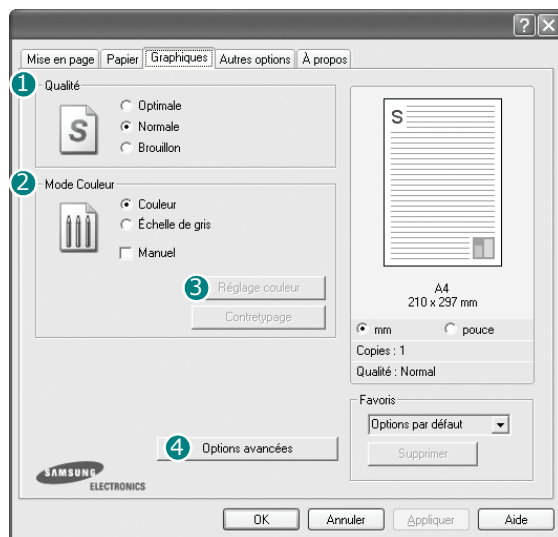 Mise en page Papier Graphiques Autres options À propos
1 Qualité
S
Optimale
Normale
Brouillon
2 Mode Couleur
Couleur
Échelle de gris
Manuel
3 Réglage couleur
Contretypage
4 Options avancées
SAMSUNG
ELECTRONICS
S
A4
210 x 297 mm
mm pouce
Copies : 1
Qualité : Normal
Favoris
Options par défaut
Supprimer
OK Annuler Appliquer Aide